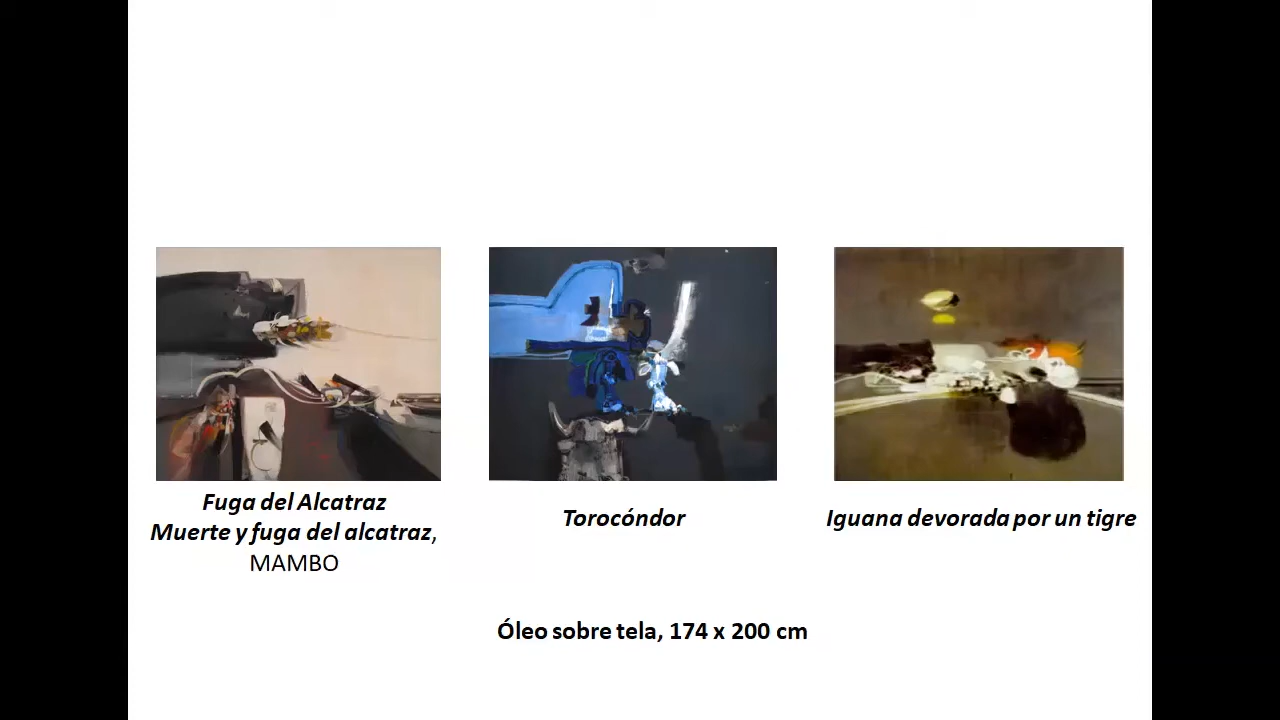 Fuga del Alcatraz
Muerte y fuga del alcatraz,
MAMBO
Torocóndor
Iguana devorada por un tigre
Óleo sobre tela, 174 x 200 cm